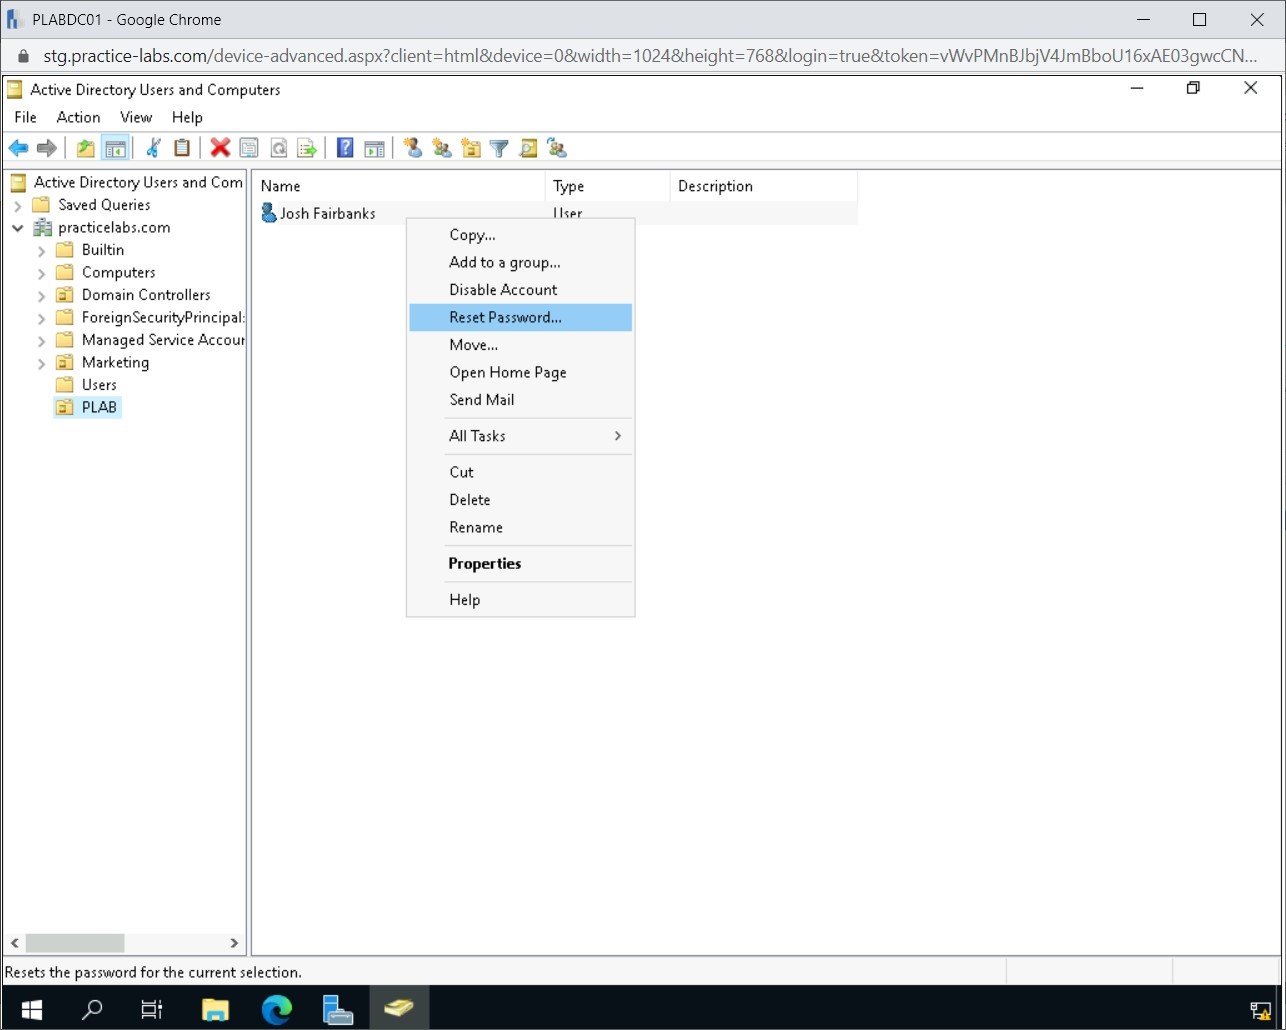 PLABDC01 - Google Chrome
stg.practice-labs.com/device-advanced.aspx?client=html&device=0&width=1024&height=768&login=true&token=vWvPMnBJbjV4JmBboU16xAE03gwcCN...
Active Directory Users and Computers
File Action View Help
Active Directory Users and Com
Saved Queries
practicelabs.com
Builtin
Computers
Domain Controllers
ForeignSecurityPrincipal:
Managed Service Accour
Marketing
Users
PLAB
Name Type Description
Josh Fairbanks User
Copy...
Add to a group...
Disable Account
Reset Password...
Move...
Open Home Page
Send Mail
All Tasks
Cut
Delete
Rename
Properties
Help
Resets the password for the current selection.